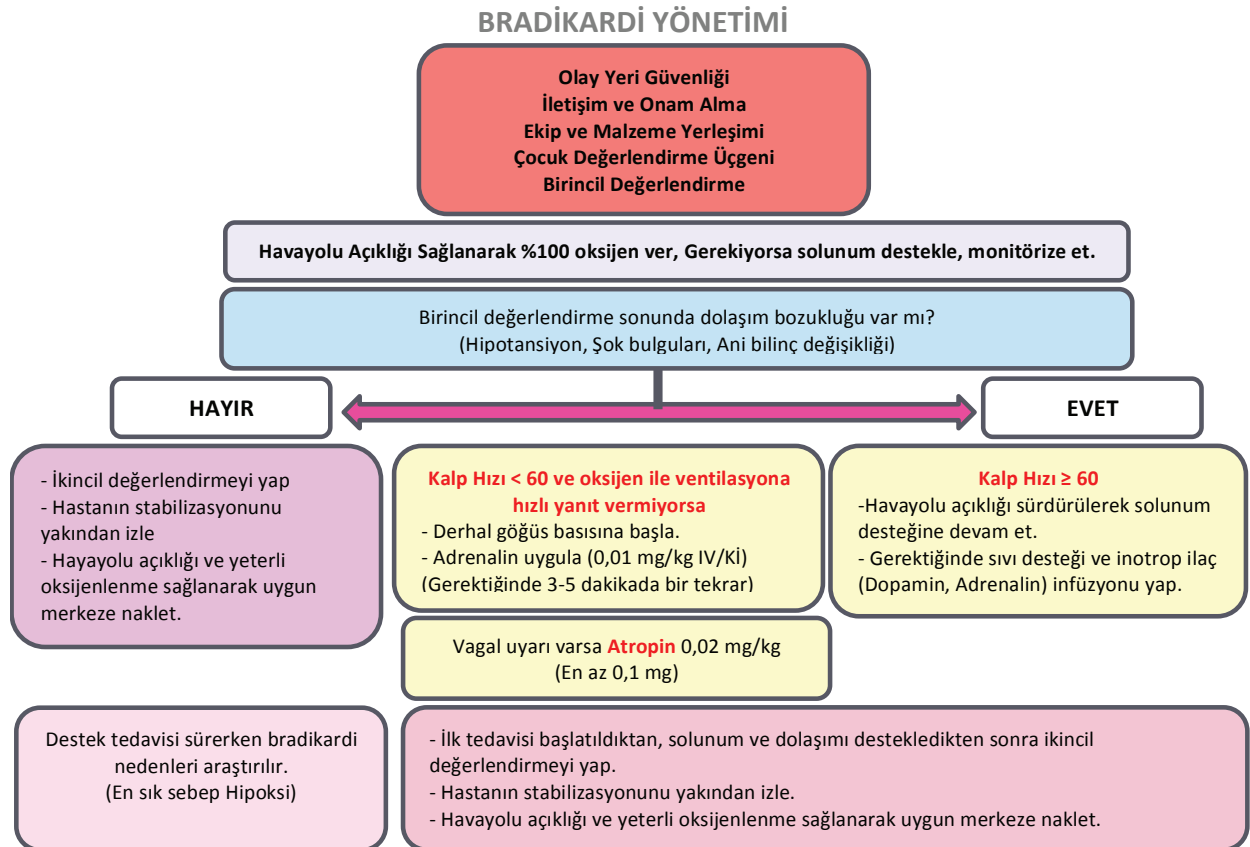 BRADİKARDİ YÖNETİMİ
Olay Yeri Güvenliği
İletişim ve Onam Alma
Ekip ve Malzeme Yerleşimi
Çocuk Değerlendirme Üçgeni
Birincil Değerlendirme
Havayolu Açıklığı Sağlanarak %100 oksijen ver, Gerekiyorsa solunum destekle, monitörize et.
Birincil değerlendirme sonunda dolaşım bozukluğu var mı?
(Hipotansiyon, Şok bulguları, Ani bilinç değişikliği)
HAYIR
EVET
- İkincil değerlendirmeyi yap
- Hastanın stabilizasyonunu
yakından izle
- Hayayolu açıklığı ve yeterli
oksijenlenme sağlanarak uygun
merkeze naklet.
Kalp Hızı < 60 ve oksijen ile ventilasyona
hızlı yanıt vermiyorsa
- Derhal göğüs basısına başla.
- Adrenalin uygula (0,01 mg/kg IV/Kİ)
(Gerektiğinde 3-5 dakikada bir tekrar)
Kalp Hızı ≥ 60
-Havayolu açıklığı sürdürülerek solunum
desteğine devam et.
- Gerektiğinde sıvı desteği ve inotrop ilaç
(Dopamin, Adrenalin) infüzyonu yap.
Vagal uyarı varsa Atropin 0,02 mg/kg
(En az 0,1 mg)
Destek tedavisi sürerken bradikardi
nedenleri araştırılır.
(En sık sebep Hipoksi)
- İlk tedavisi başlatıldıktan, solunum ve dolaşımı destekledikten sonra ikincil
değerlendirmeyi yap.
- Hastanın stabilizasyonunu yakından izle.
- Havayolu açıklığı ve yeterli oksijenlenme sağlanarak uygun merkeze naklet.